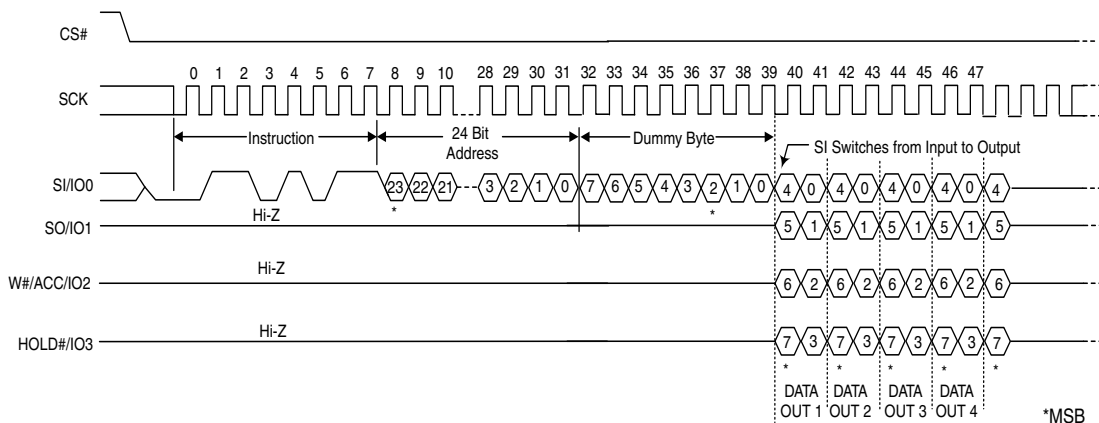 CS#
0 1 2 3 4 5 6 7 8 9 10 28 29 30 31 32 33 34 35 36 37 38 39 40 41 42 43 44 45 46 47
SCK
Instruction
24 Bit
Address
Dummy Byte
SI Switches from Input to Output
SI/IO0
23 22 21 3 2 1 0 7 6 5 4 3 2 1 0 4 0 4 0 4 0 4 0 4
* *
Hi-Z
SO/IO1
5 1 5 1 5 1 5 1 5
Hi-Z
W#/ACC/IO2
6 2 6 2 6 2 6 2 6
Hi-Z
HOLD#/IO3
7 3 7 3 7 3 7 3 7
* * * * *
DATA DATA DATA DATA
OUT 1 OUT 2 OUT 3 OUT 4
*MSB